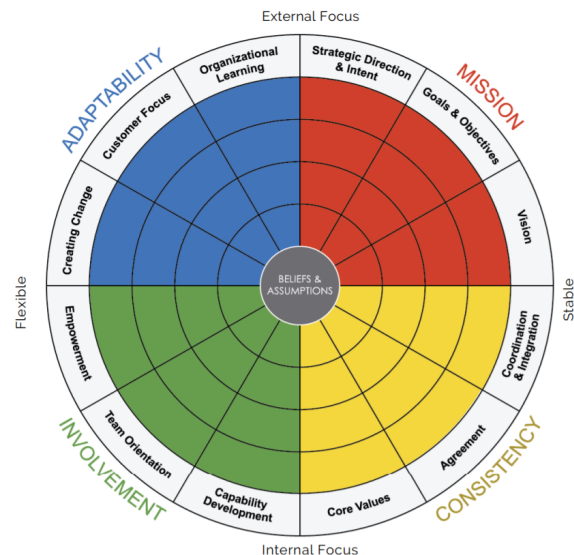 External Focus
ADAPTABILITY
MISSION
Organizational
Learning
Strategic Direction
& Intent
Customer Focus
Goals & Objectives
Creating Change
Vision
Flexible
BELIEFS &
ASSUMPTIONS
Stable
Empowerment
Coordination
& Integration
Team Orientation
Agreement
Capability
Development
Core Values
INVOLVEMENT
CONSISTENCY
Internal Focus